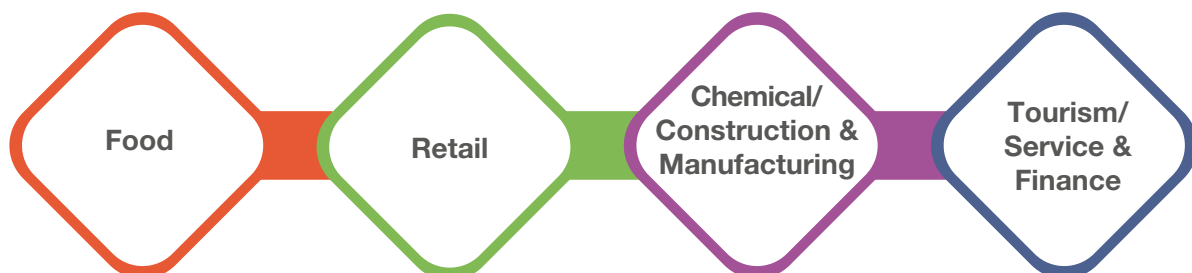 Food
Retail
Chemical/
Construction &
Manufacturing
Tourism/
Service &
Finance